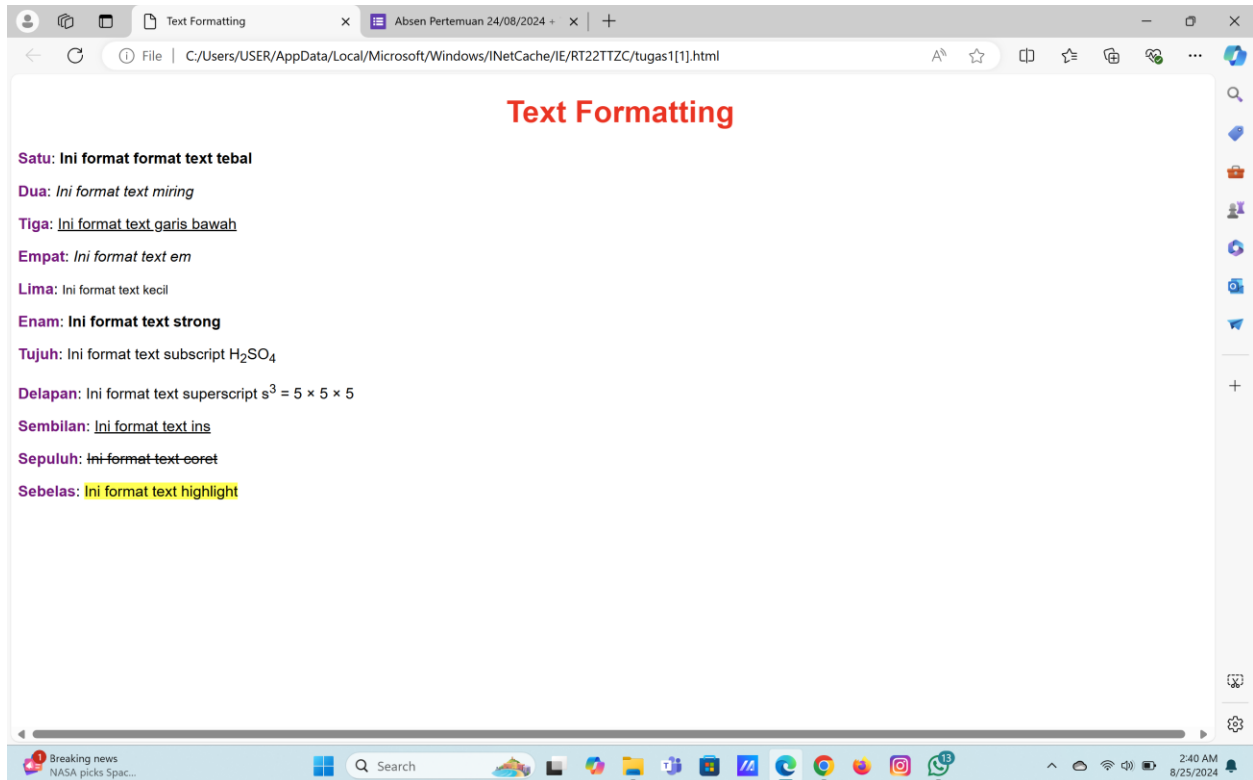 Text Formatting
Absen Pertemuan 24/08/2024 +
File | C:/Users/USER/AppData/Local/Microsoft/Windows/INetCache/IE/RT22TTZC/tugas1[1].html
Text Formatting
Satu: Ini format format text tebal
Dua: Ini format text miring
Tiga: Ini format text garis bawah
Empat: Ini format text em
Lima: Ini format text kecil
Enam: Ini format text strong
Tujuh: Ini format text subscript H₂SO₄
Delapan: Ini format text superscript s³ = 5 × 5 × 5
Sembilan: Ini format text ins
Sepuluh: Ini format text coret
Sebelas: Ini format text highlight
1
Breaking news
NASA picks Spac...
Search
13
2:40 AM
8/25/2024